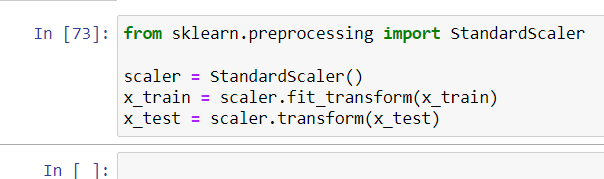 In [73]: from sklearn.preprocessing import StandardScaler
scaler = StandardScaler()
x_train = scaler.fit_transform(x_train)
x_test = scaler.transform(x_test)
In [ ]: